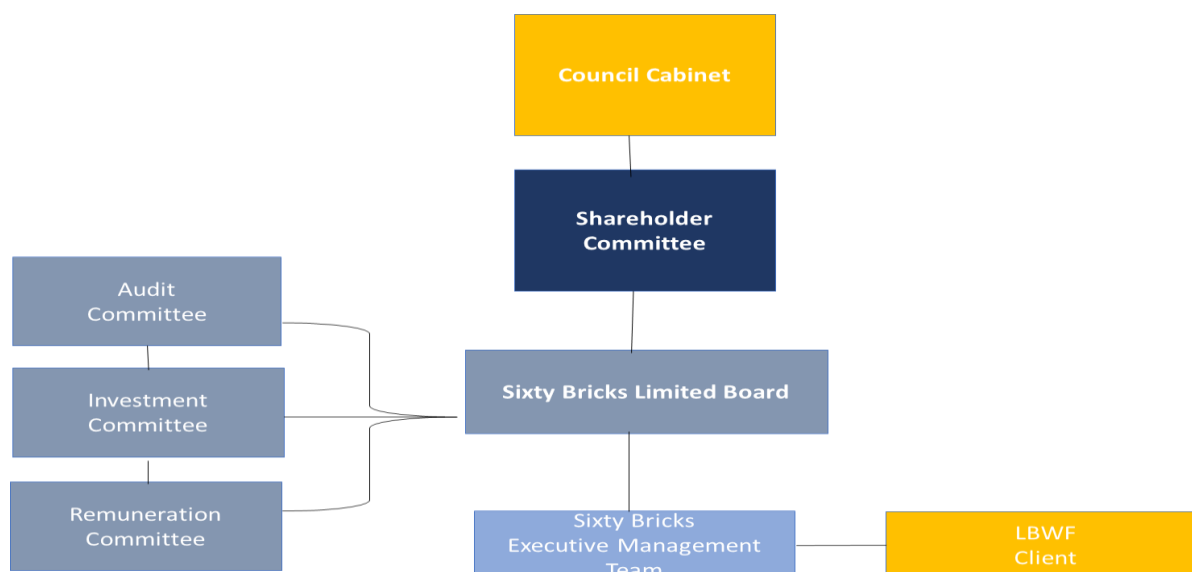 Council Cabinet
Shareholder
Committee
Audit
Committee
Investment
Committee
Remuneration
Committee
Sixty Bricks Limited Board
Sixty Bricks
Executive Management
Team
LBWF
Client